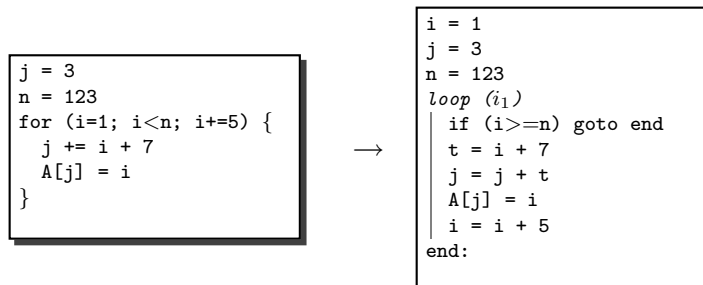 j = 3
n = 123
for (i=1; i<n; i+=5) {
  j += i + 7
  A[j] = i
}
→
i = 1
j = 3
n = 123
loop (i₁)
  if (i>=n) goto end
  t = i + 7
  j = j + t
  A[j] = i
  i = i + 5
end: